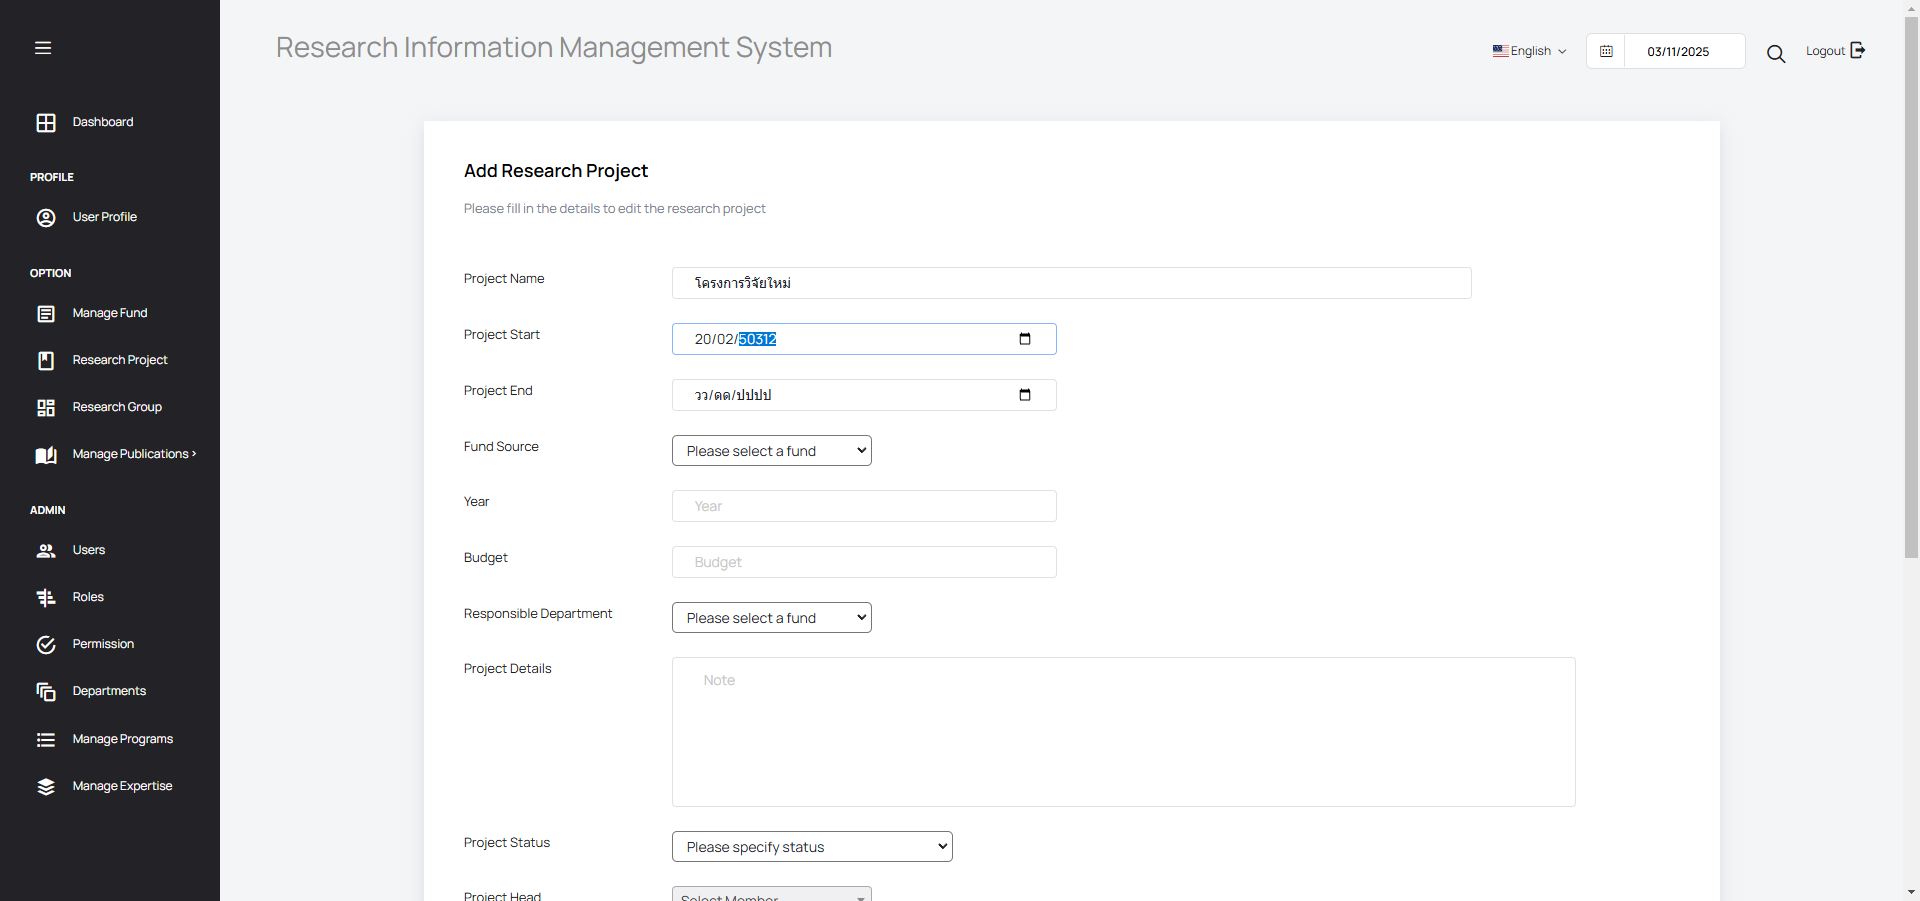 Research Information Management System
English
03/11/2025
Logout
Dashboard
PROFILE
User Profile
OPTION
Manage Fund
Research Project
Research Group
Manage Publications >
ADMIN
Users
Roles
Permission
Departments
Manage Programs
Manage Expertise
Add Research Project
Please fill in the details to edit the research project
Project Name
โครงการวิจัยใหม่
Project Start
20/02/50312
Project End
วว/ดด/ปปปป
Fund Source
Please select a fund
Year
Year
Budget
Budget
Responsible Department
Please select a fund
Project Details
Note
Project Status
Please specify status
Project Head
Select Member